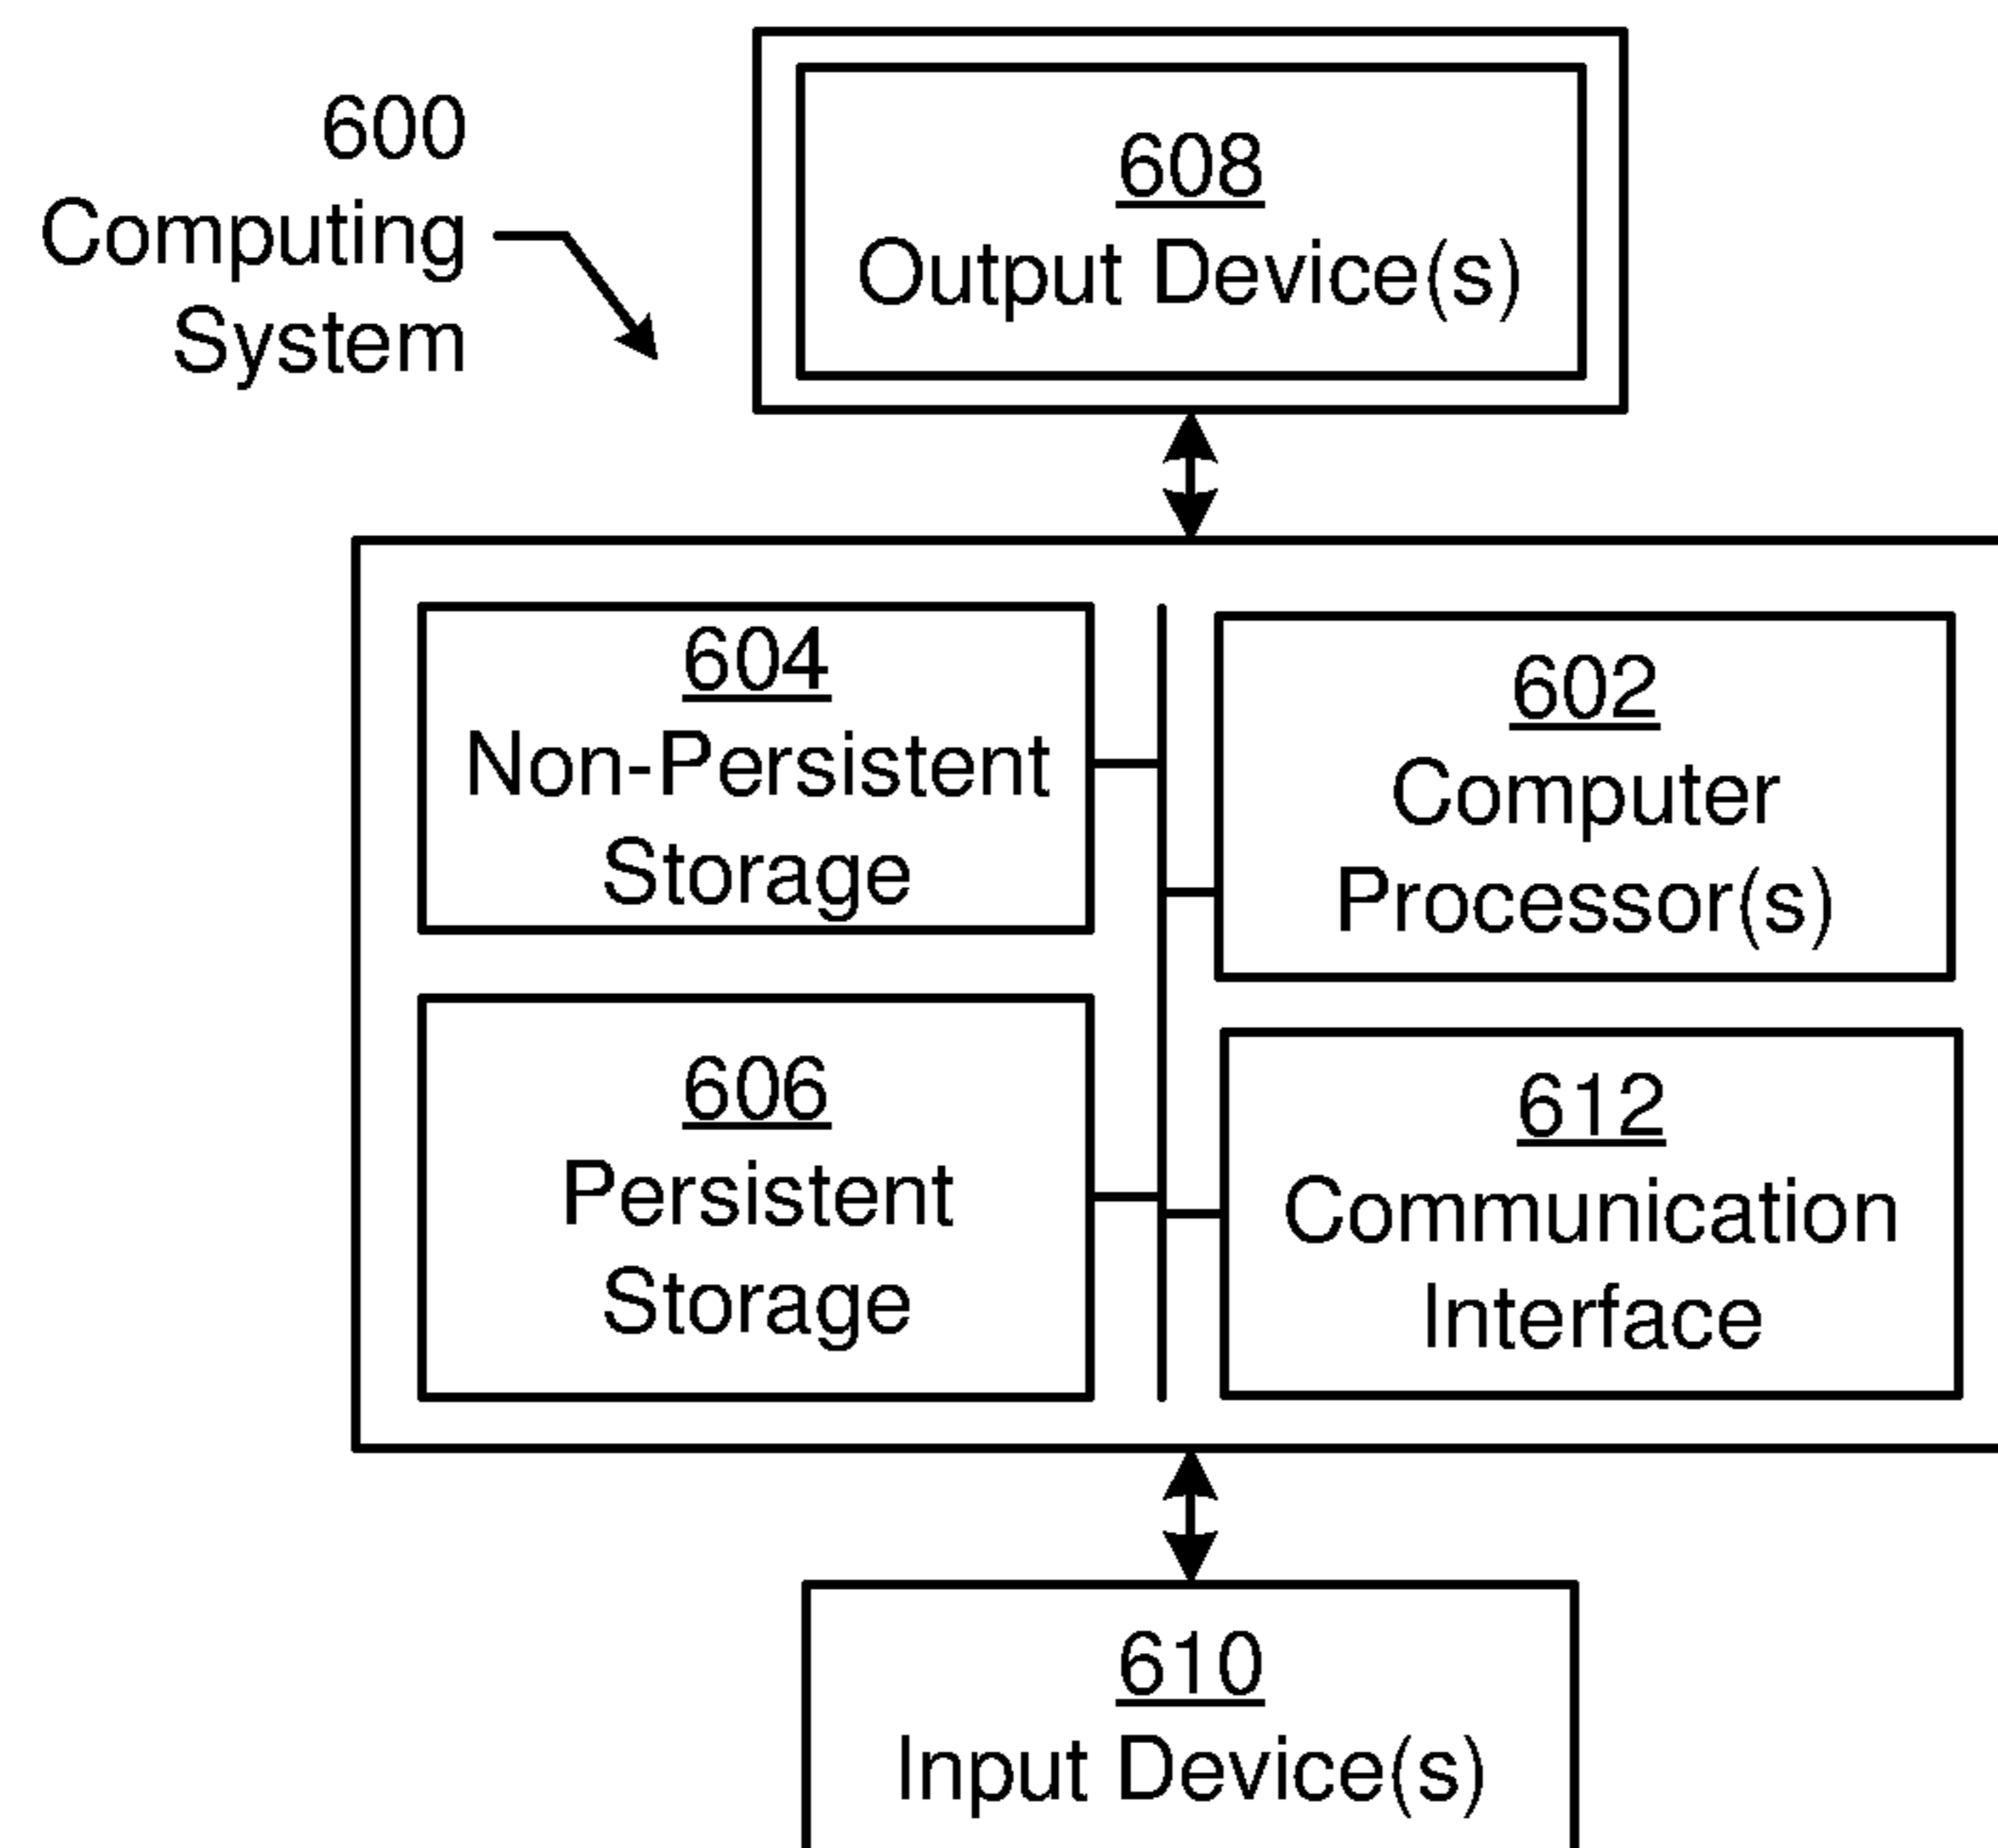 600
Computing
System
608
Output Device(s)
604
Non-Persistent
Storage
602
Computer
Processor(s)
606
Persistent
Storage
612
Communication
Interface
610
Input Device(s)